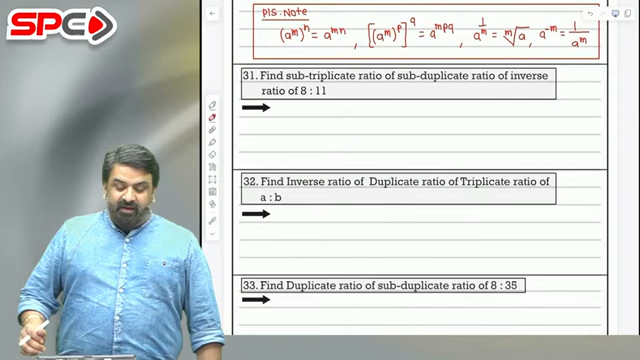 SPC
Pls. Note
(a^m)^n = a^mn , [(a^m)^p]^q = a^mpq , a^1/m = ᵐ√a , a^-m = 1/a^m
31. Find sub-triplicate ratio of sub-duplicate ratio of inverse
ratio of 8 : 11
32. Find Inverse ratio of Duplicate ratio of Triplicate ratio of
a : b
33. Find Duplicate ratio of sub-duplicate ratio of 8 : 35